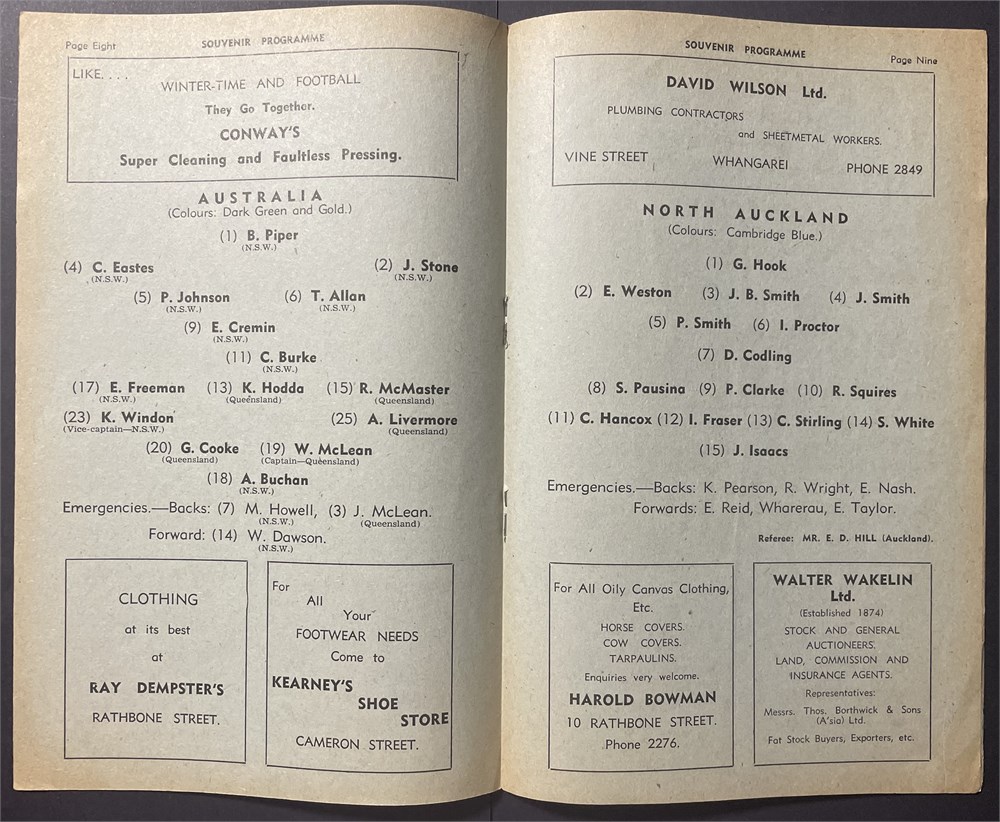 Page Eight
SOUVENIR PROGRAMME
LIKE. . . .
WINTER-TIME AND FOOTBALL
They Go Together.
CONWAY'S
Super Cleaning and Faultless Pressing.
AUSTRALIA
(Colours: Dark Green and Gold.)
(1) B. Piper
(N.S.W.)
(4) C. Eastes (2) J. Stone
(N.S.W.) (N.S.W.)
(5) P. Johnson (6) T. Allan
(N.S.W.) (N.S.W.)
(9) E. Cremin
(N.S.W.)
(11) C. Burke
(N.S.W.)
(17) E. Freeman (13) K. Hodda (15) R. McMaster
(N.S.W.) (Queensland) (Queensland)
(23) K. Windon (25) A. Livermore
(Vice-captain—N.S.W.) (Queensland)
(20) G. Cooke (19) W. McLean
(Queensland) (Captain—Queensland)
(18) A. Buchan
(N.S.W.)
Emergencies.—Backs: (7) M. Howell, (3) J. McLean.
(N.S.W.) (Queensland)
Forward: (14) W. Dawson.
(N.S.W.)
CLOTHING
at its best
at
RAY DEMPSTER'S
RATHBONE STREET.
For
All
Your
FOOTWEAR NEEDS
Come to
KEARNEY'S
SHOE
STORE
CAMERON STREET.
SOUVENIR PROGRAMME
Page Nine
DAVID WILSON Ltd.
PLUMBING CONTRACTORS
and SHEETMETAL WORKERS.
VINE STREET WHANGAREI PHONE 2849
NORTH AUCKLAND
(Colours: Cambridge Blue.)
(1) G. Hook
(2) E. Weston (3) J. B. Smith (4) J. Smith
(5) P. Smith (6) I. Proctor
(7) D. Codling
(8) S. Pausina (9) P. Clarke (10) R. Squires
(11) C. Hancox (12) I. Fraser (13) C. Stirling (14) S. White
(15) J. Isaacs
Emergencies.—Backs: K. Pearson, R. Wright, E. Nash.
Forwards: E. Reid, Wharerau, E. Taylor.
Referee: MR. E. D. HILL (Auckland).
For All Oily Canvas Clothing,
Etc.
HORSE COVERS.
COW COVERS.
TARPAULINS.
Enquiries very welcome.
HAROLD BOWMAN
10 RATHBONE STREET.
Phone 2276.
WALTER WAKELIN
Ltd.
(Established 1874)
STOCK AND GENERAL
AUCTIONEERS.
LAND, COMMISSION AND
INSURANCE AGENTS.
Representatives:
Messrs. Thos. Borthwick & Sons
(A'sia) Ltd.
Fat Stock Buyers, Exporters, etc.